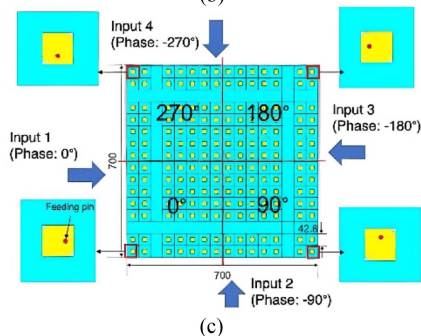 (b)
Input 4
(Phase: -270°)
270°
180°
Input 1
(Phase: 0°)
Input 3
(Phase: -180°)
700
0°
90°
Feeding pin
42.8
700
Input 2
(Phase: -90°)
(c)